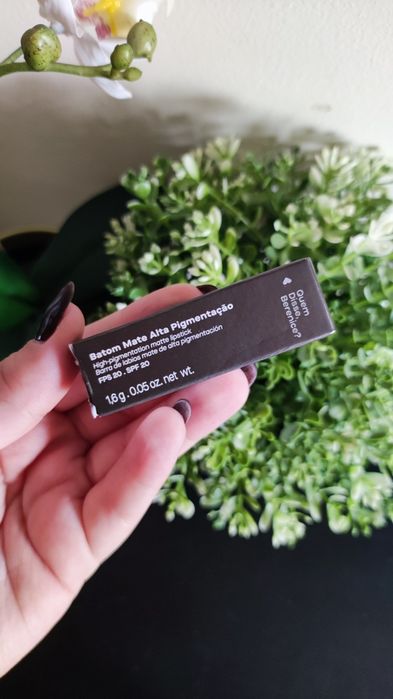 Batom Mate Alta Pigmentação
High-pigmentation matte lipstick
Barra de labios mate de alta pigmentación
FPS 20 . SPF 20
1,6 g. 0.05 oz. net wt.
Quem
Disse,
Berenice?